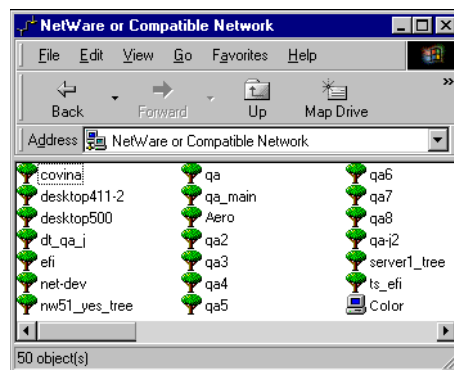 NetWare or Compatible Network
File Edit View Go Favorites Help
Back Forward Up Map Drive »
Address NetWare or Compatible Network
covina qa qa6
desktop411-2 qa_main qa7
desktop500 Aero qa8
dt_qa_j qa2 qa-j2
efi qa3 server1_tree
net-dev qa4 ts_efi
nw51_yes_tree qa5 Color
50 object(s)